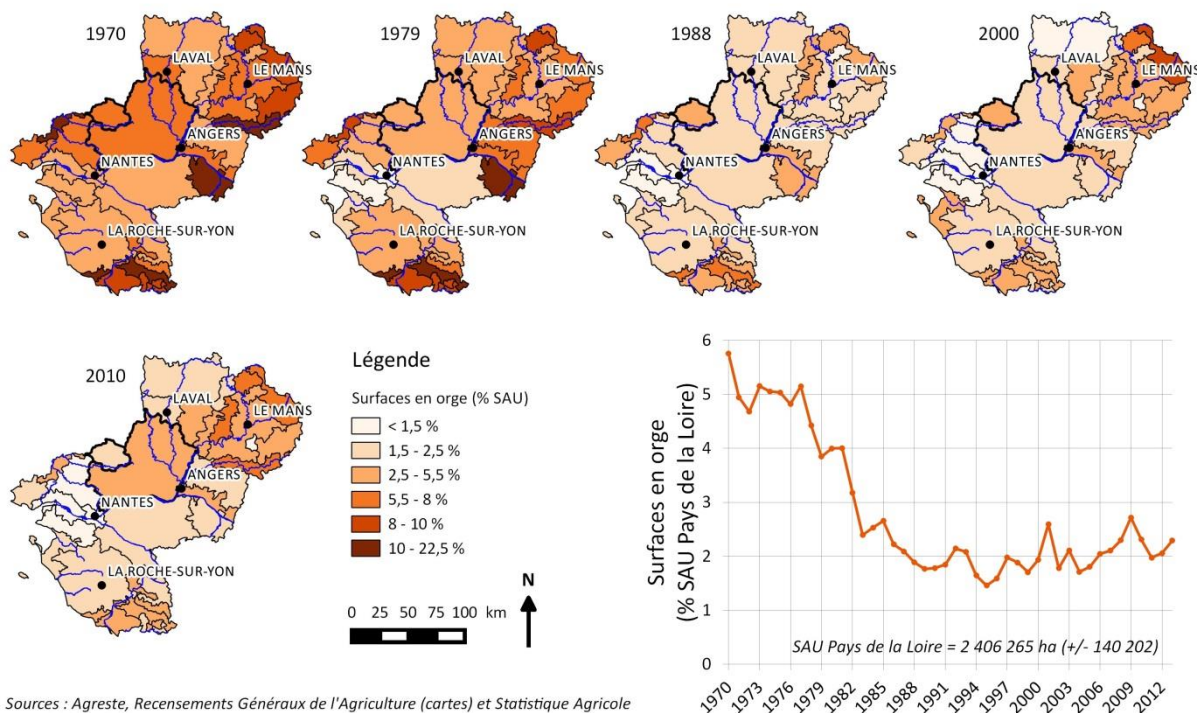 1970
LAVAL
LE MANS
ANGERS
NANTES
LA ROCHE-SUR-YON
1979
LAVAL
LE MANS
ANGERS
NANTES
LA ROCHE-SUR-YON
1988
LAVAL
LE MANS
ANGERS
NANTES
LA ROCHE-SUR-YON
2000
LAVAL
LE MANS
ANGERS
NANTES
LA ROCHE-SUR-YON
2010
LAVAL
LE MANS
ANGERS
NANTES
LA ROCHE-SUR-YON
Légende
Surfaces en orge (% SAU)
< 1,5 %
1,5 - 2,5 %
2,5 - 5,5 %
5,5 - 8 %
8 - 10 %
10 - 22,5 %
N
0 25 50 75 100 km
Surfaces en orge
(% SAU Pays de la Loire)
6
5
4
3
2
1
0
SAU Pays de la Loire = 2 406 265 ha (+/- 140 202)
1970 1973 1976 1979 1982 1985 1988 1991 1994 1997 2000 2003 2006 2009 2012
Sources : Agreste, Recensements Généraux de l'Agriculture (cartes) et Statistique Agricole